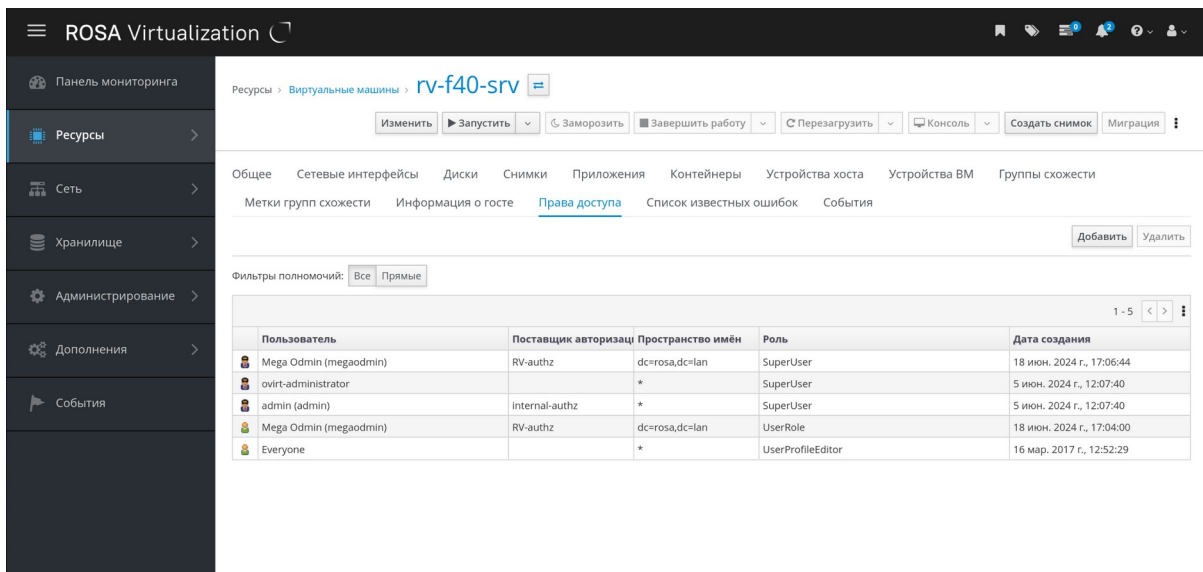 ROSA Virtualization
0 2
Панель мониторинга
Ресурсы
Сеть
Хранилище
Администрирование
Дополнения
События
Ресурсы > Виртуальные машины > rv-f40-srv
Изменить Запустить Заморозить Завершить работу Перезагрузить Консоль Создать снимок Миграция
Общее Сетевые интерфейсы Диски Снимки Приложения Контейнеры Устройства хоста Устройства ВМ Группы схожести
Метки групп схожести Информация о госте Права доступа Список известных ошибок События
Добавить Удалить
Фильтры полномочий: Все Прямые
1 - 5
Пользователь Поставщик авторизац Пространство имён Роль Дата создания
Mega Odmin (megaodmin) RV-authz dc=rosa,dc=lan SuperUser 18 июн. 2024 г., 17:06:44
ovirt-administrator * SuperUser 5 июн. 2024 г., 12:07:40
admin (admin) internal-authz * SuperUser 5 июн. 2024 г., 12:07:40
Mega Odmin (megaodmin) RV-authz dc=rosa,dc=lan UserRole 18 июн. 2024 г., 17:04:00
Everyone * UserProfileEditor 16 мар. 2017 г., 12:52:29